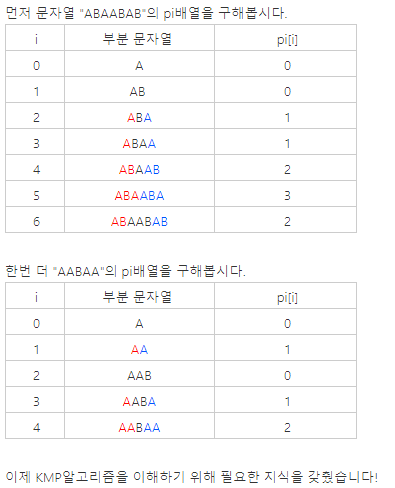 먼저 문자열 "ABAABAB"의 pi배열을 구해봅시다.
i 부분 문자열 pi[i]
0 A 0
1 AB 0
2 ABA 1
3 ABAA 1
4 ABAAB 2
5 ABAABA 3
6 ABAABAB 2
한번 더 "AABAA"의 pi배열을 구해봅시다.
i 부분 문자열 pi[i]
0 A 0
1 AA 1
2 AAB 0
3 AABA 1
4 AABAA 2
이제 KMP알고리즘을 이해하기 위해 필요한 지식을 갖췄습니다!